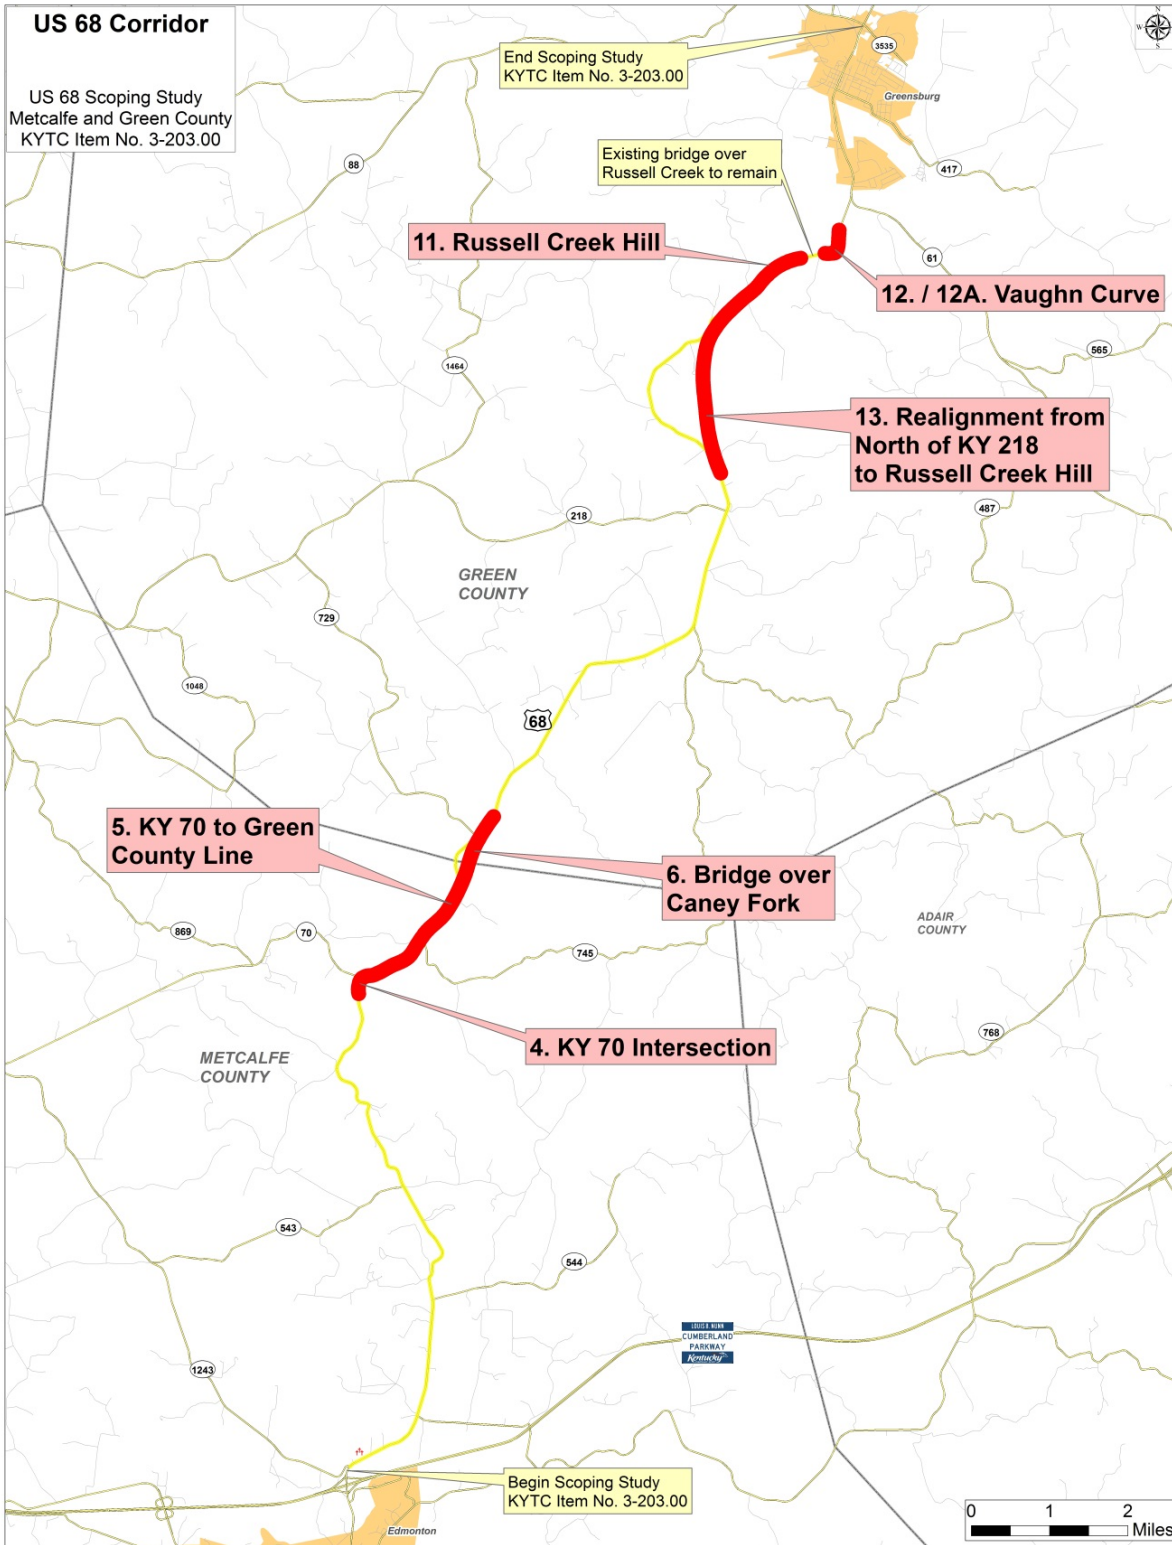 US 68 Corridor
US 68 Scoping Study
Metcalfe and Green County
KYTC Item No. 3-203.00
N
W
E
S
End Scoping Study
KYTC Item No. 3-203.00
3535
Greensburg
Existing bridge over
Russell Creek to remain
88
417
11. Russell Creek Hill
61
12. / 12A. Vaughn Curve
565
1464
13. Realignment from
North of KY 218
to Russell Creek Hill
487
218
GREEN
COUNTY
729
1048
68
5. KY 70 to Green
County Line
6. Bridge over
Caney Fork
ADAIR
COUNTY
869
70
745
768
4. KY 70 Intersection
METCALFE
COUNTY
543
544
LOUIE B. NUNN
CUMBERLAND
PARKWAY
Kentucky
1243
Begin Scoping Study
KYTC Item No. 3-203.00
Edmonton
0 1 2
Miles